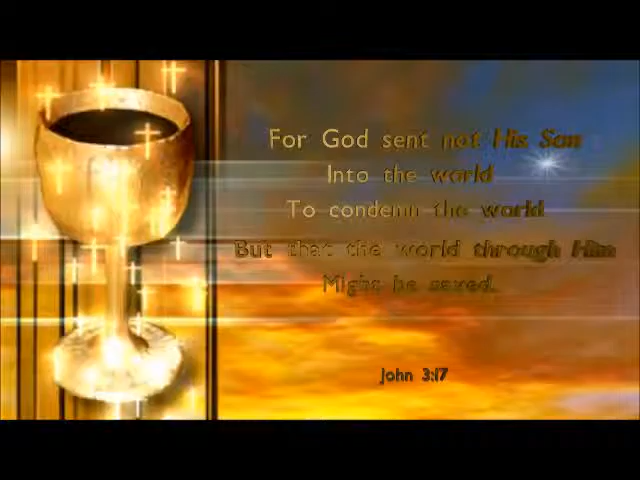 For God sent not His Son
Into the world
To condemn the world
But that the world through Him
Might be saved.
John 3:17